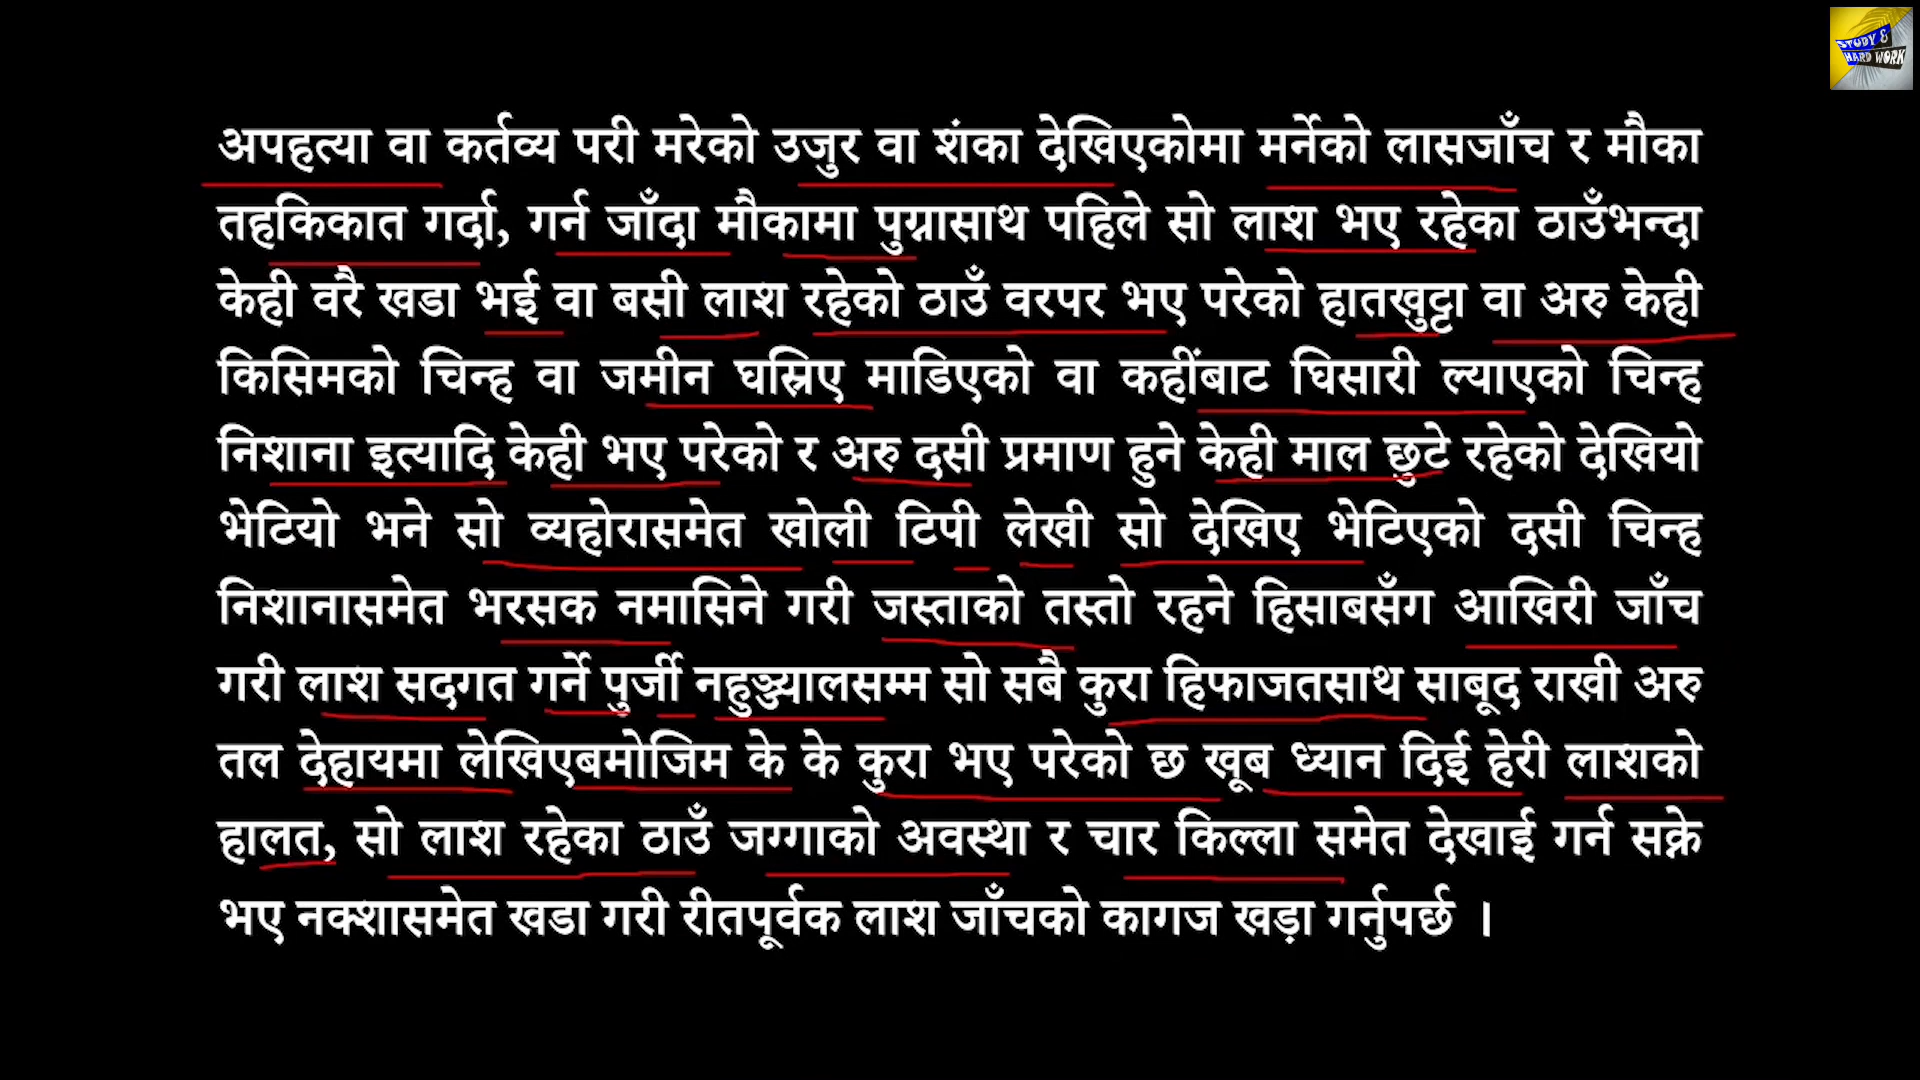 STUDY &
HARD WORK
अपहत्या वा कर्तव्य परी मरेको उजुर वा शंका देखिएकोमा मर्नेको लासजाँच र मौका
तहकिकात गर्दा, गर्न जाँदा मौकामा पुग्नासाथ पहिले सो लाश भए रहेका ठाउँभन्दा
केही वरै खडा भई वा बसी लाश रहेको ठाउँ वरपर भए परेको हातखुट्टा वा अरु केही
किसिमको चिन्ह वा जमीन घस्रिए माडिएको वा कहींबाट घिसारी ल्याएको चिन्ह
निशाना इत्यादि केही भए परेको र अरु दसी प्रमाण हुने केही माल छुटे रहेको देखियो
भेटियो भने सो व्यहोरासमेत खोली टिपी लेखी सो देखिए भेटिएको दसी चिन्ह
निशानासमेत भरसक नमासिने गरी जस्ताको तस्तो रहने हिसाबसँग आखिरी जाँच
गरी लाश सदगत गर्ने पुर्जी नहुञ्ज्यालसम्म सो सबै कुरा हिफाजतसाथ साबूद राखी अरु
तल देहायमा लेखिएबमोजिम के के कुरा भए परेको छ खूब ध्यान दिई हेरी लाशको
हालत, सो लाश रहेका ठाउँ जग्गाको अवस्था र चार किल्ला समेत देखाई गर्न सक्ने
भए नक्शासमेत खडा गरी रीतपूर्वक लाश जाँचको कागज खड़ा गर्नुपर्छ ।